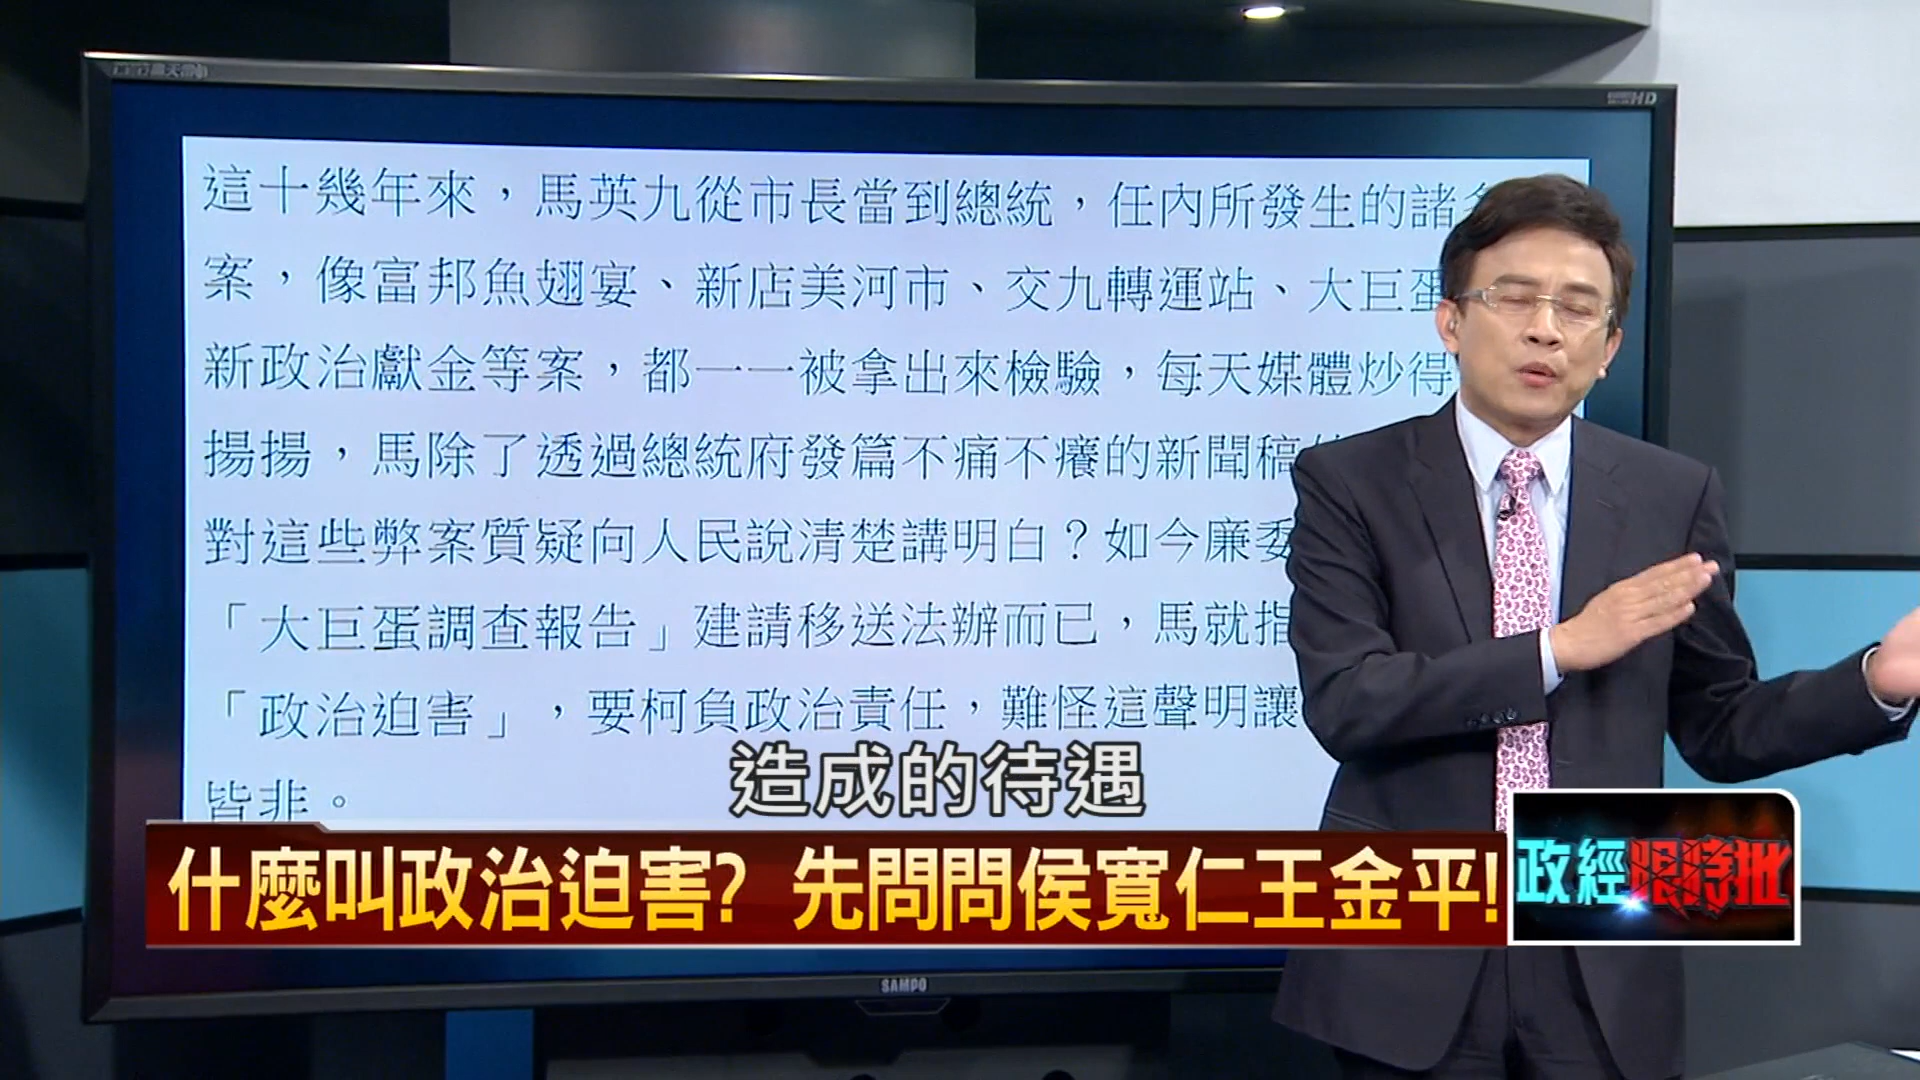 這十幾年來，馬英九從市長當到總統，任內所發生的諸多
案，像富邦魚翅宴、新店美河市、交九轉運站、大巨蛋
新政治獻金等案，都一一被拿出來檢驗，每天媒體炒得
揚揚，馬除了透過總統府發篇不痛不癢的新聞稿
對這些弊案質疑向人民說清楚講明白？如今廉委
「大巨蛋調查報告」建請移送法辦而已，馬就指
「政治迫害」，要柯負政治責任，難怪這聲明讓
皆非。
造成的待遇
什麼叫政治迫害? 先問問侯寬仁王金平!
政經眼時批
SAMPO
HD